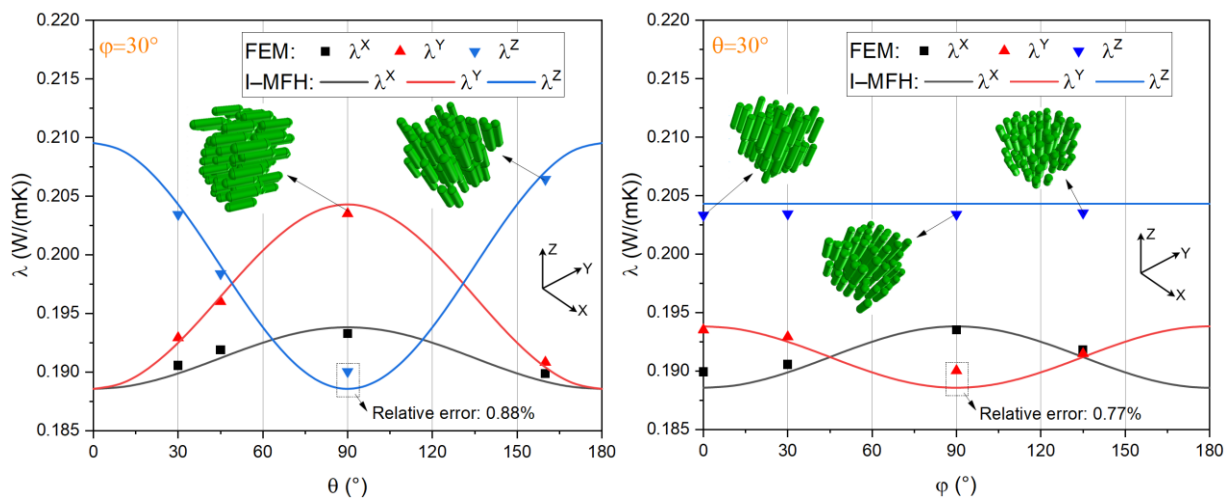 φ=30°
FEM: λX λY λZ
I–MFH: λX λY λZ
0.220
0.215
0.210
0.205
0.200
0.195
0.190
0.185
λ (W/(mK))
Z
Y
X
Relative error: 0.88%
0 30 60 90 120 150 180
θ (°)
θ=30°
FEM: λX λY λZ
I–MFH: λX λY λZ
0.220
0.215
0.210
0.205
0.200
0.195
0.190
0.185
λ (W/(mK))
Z
Y
X
Relative error: 0.77%
0 30 60 90 120 150 180
φ (°)